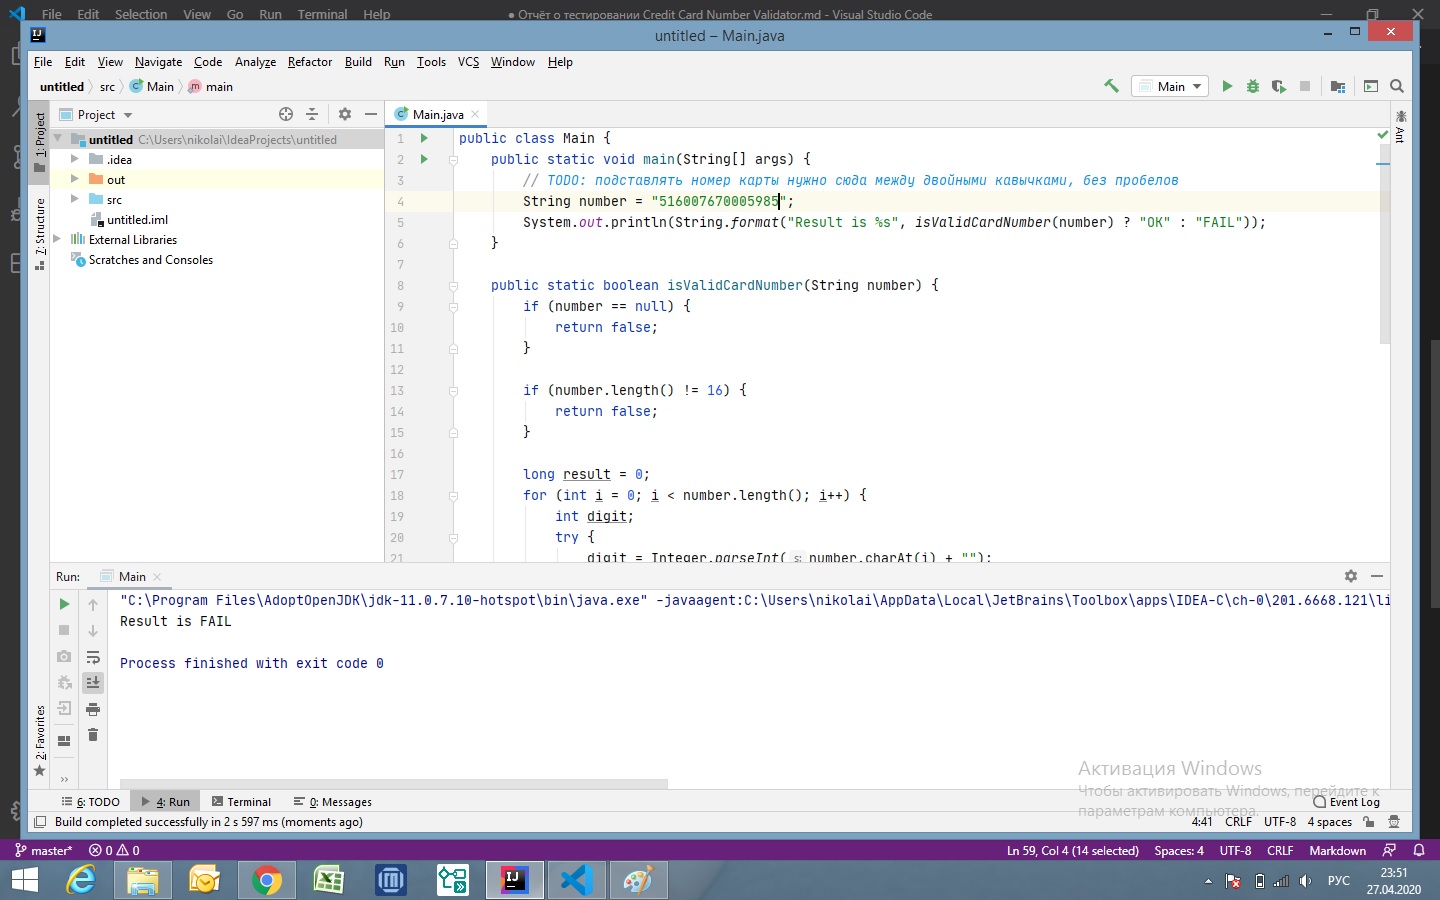 File Edit Selection View Go Run Terminal Help ● Отчёт о тестировании Credit Card Number Validator.md - Visual Studio Code
untitled – Main.java
File Edit View Navigate Code Analyze Refactor Build Run Tools VCS Window Help
untitled src Main main Main
Project Main.java
1: Project
7: Structure
2: Favorites
Ant
untitled C:\Users\nikolai\IdeaProjects\untitled
.idea
out
src
untitled.iml
External Libraries
Scratches and Consoles
1 public class Main {
2 public static void main(String[] args) {
3 // TODO: подставлять номер карты нужно сюда между двойными кавычками, без пробелов
4 String number = "516007670005985";
5 System.out.println(String.format("Result is %s", isValidCardNumber(number) ? "OK" : "FAIL"));
6 }
7
8 public static boolean isValidCardNumber(String number) {
9 if (number == null) {
10 return false;
11 }
12
13 if (number.length() != 16) {
14 return false;
15 }
16
17 long result = 0;
18 for (int i = 0; i < number.length(); i++) {
19 int digit;
20 try {
21 digit = Integer.parseInt( s: number.charAt(i) + "");
Run: Main
"C:\Program Files\AdoptOpenJDK\jdk-11.0.7.10-hotspot\bin\java.exe" -javaagent:C:\Users\nikolai\AppData\Local\JetBrains\Toolbox\apps\IDEA-C\ch-0\201.6668.121\li
Result is FAIL
Process finished with exit code 0
Активация Windows
Чтобы активировать Windows, перейдите к
параметрам компьютера.
6: TODO 4: Run Terminal 0: Messages Event Log
Build completed successfully in 2 s 597 ms (moments ago) 4:41 CRLF UTF-8 4 spaces
master* 0 0 Ln 59, Col 4 (14 selected) Spaces: 4 UTF-8 CRLF Markdown
РУС 23:51
27.04.2020